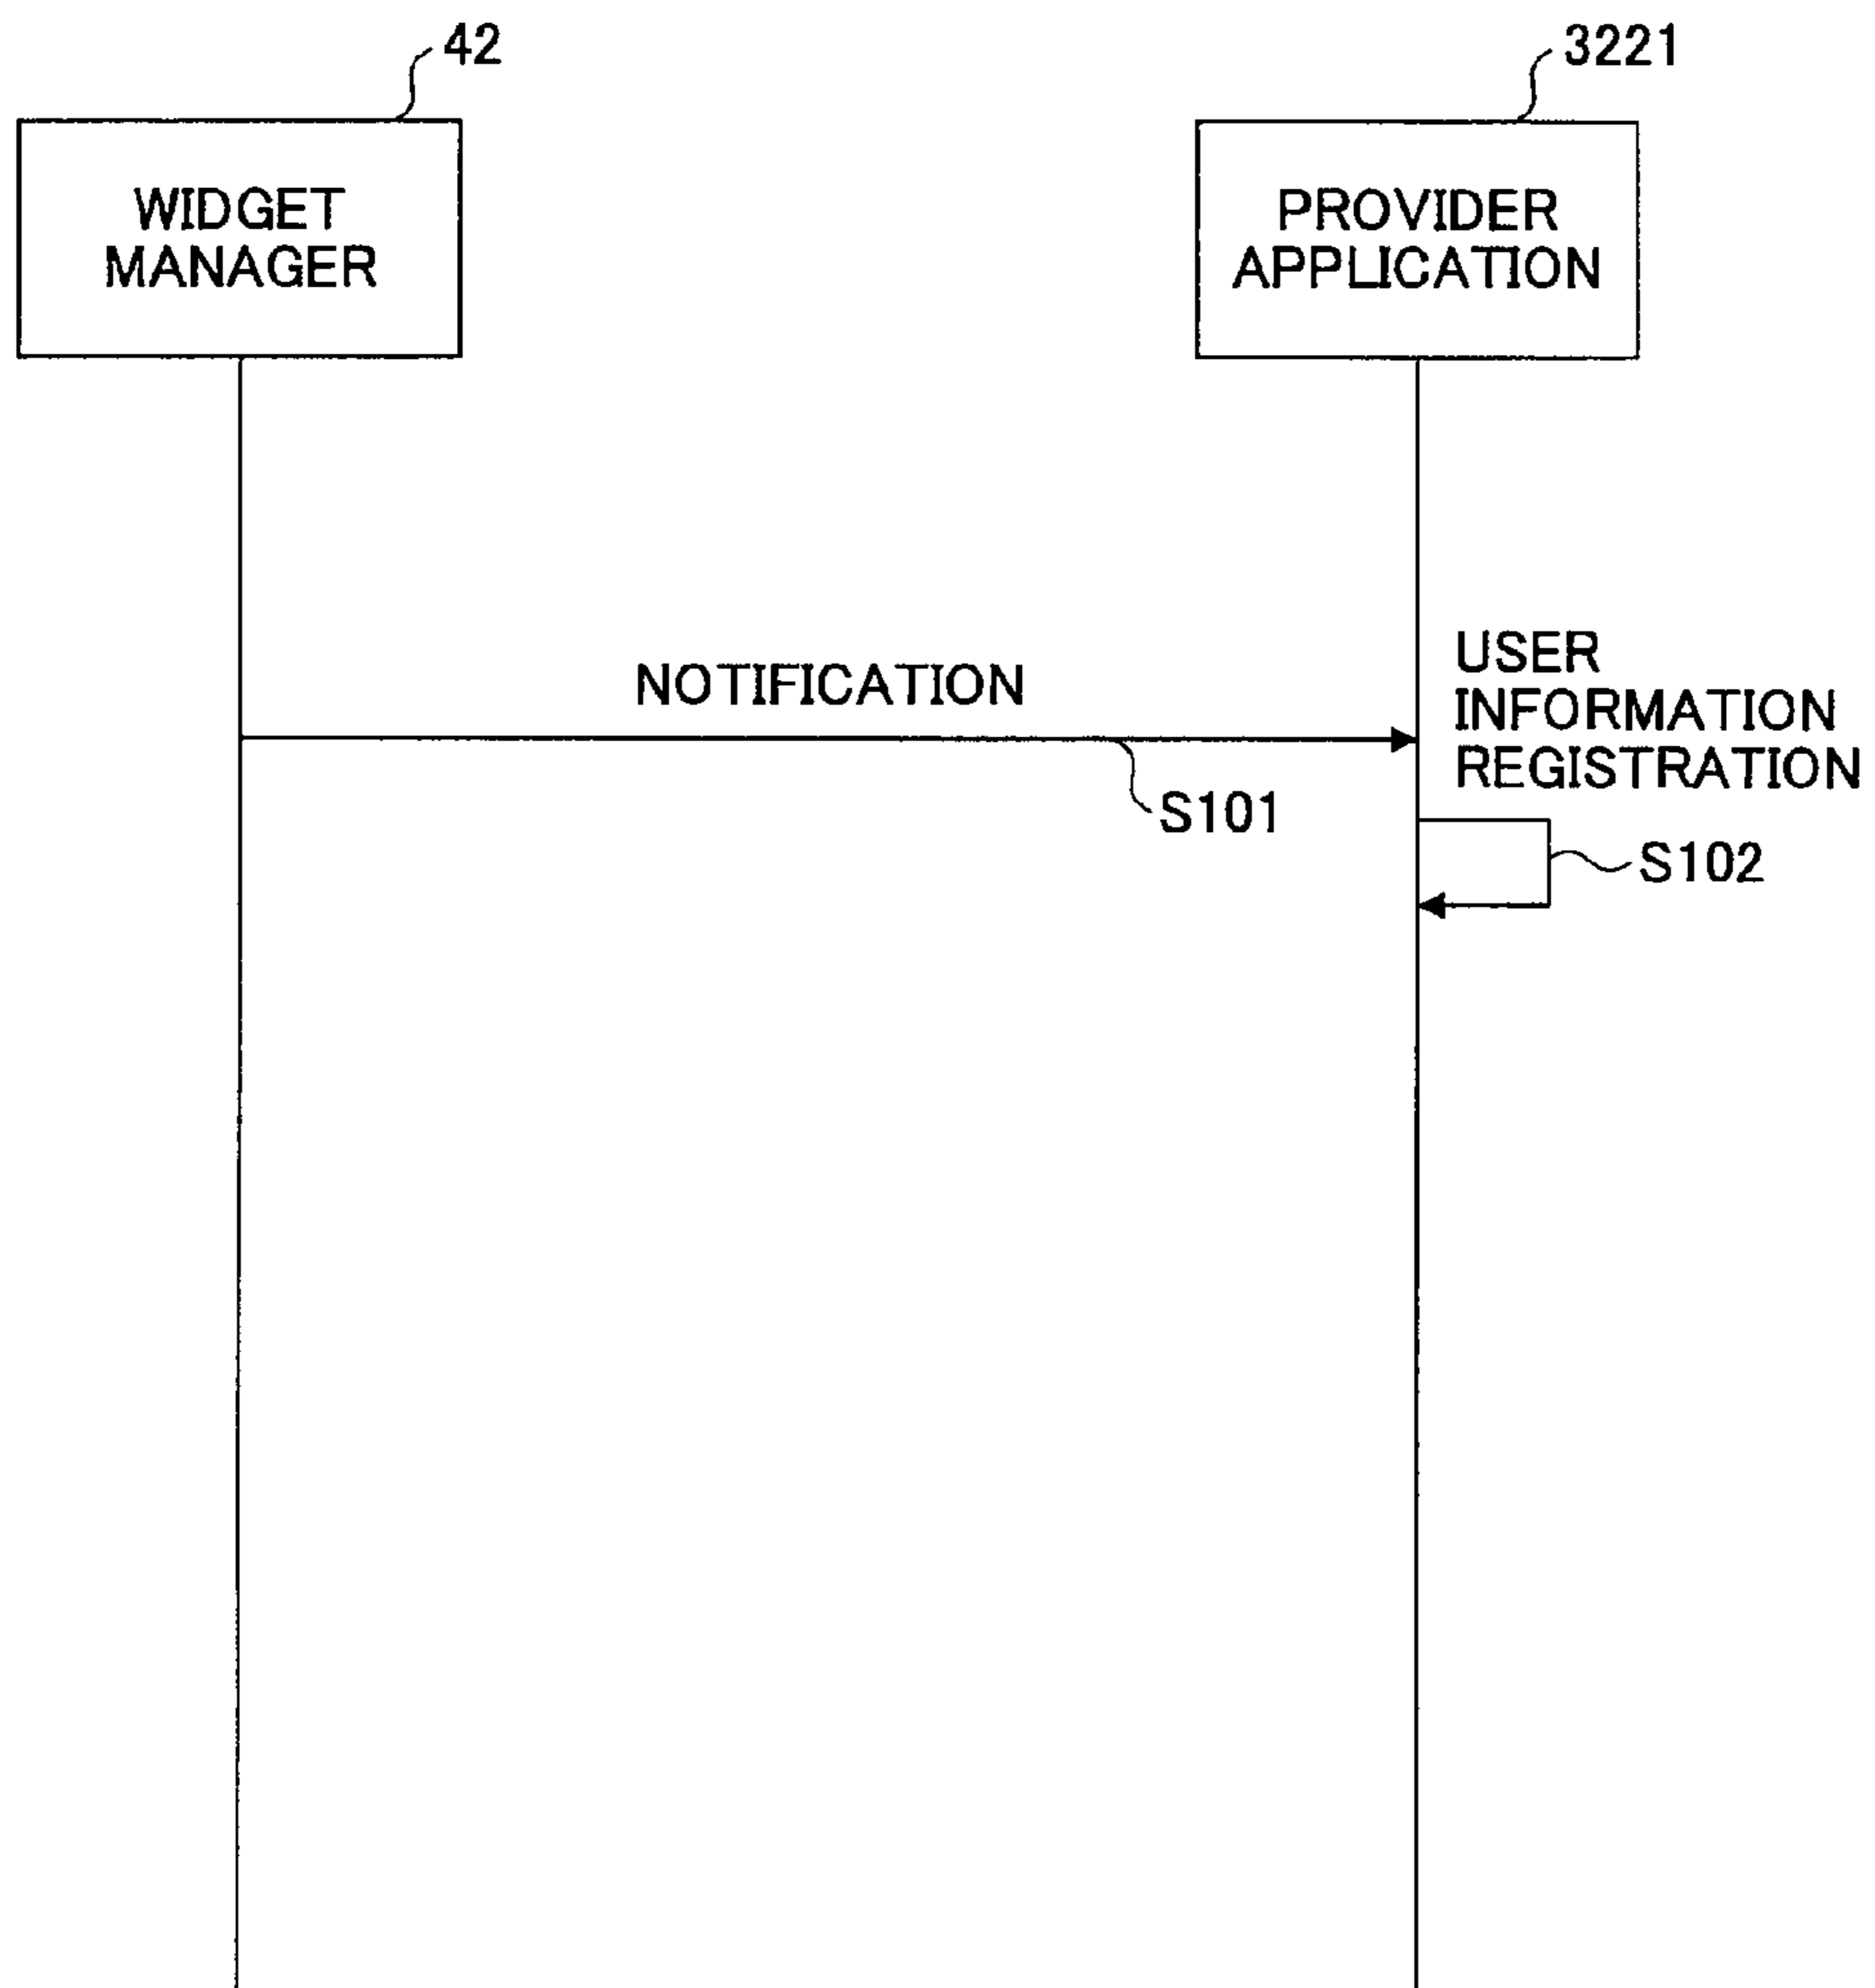 42
3221
WIDGET
MANAGER
PROVIDER
APPLICATION
NOTIFICATION
USER
INFORMATION
REGISTRATION
S101
S102